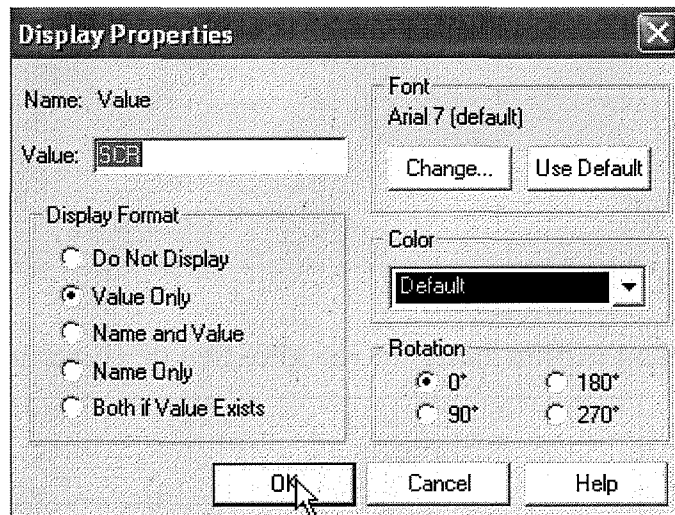 Display Properties
Name: Value
Value: SCR
Display Format
Do Not Display
Value Only
Name and Value
Name Only
Both if Value Exists
Font
Arial 7 (default)
Change... Use Default
Color
Default
Rotation
0° 180°
90° 270°
OK Cancel Help